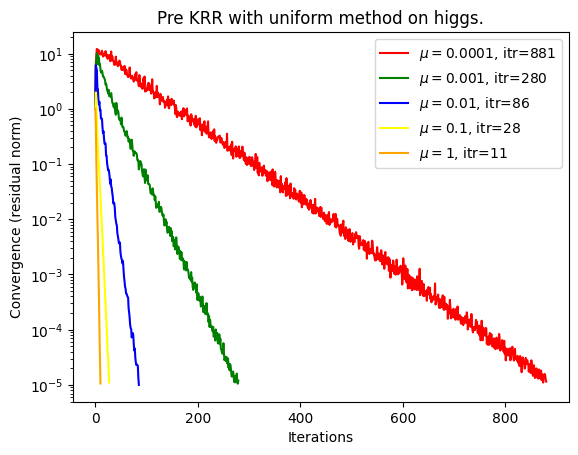 Pre KRR with uniform method on higgs.
Convergence (residual norm)
10¹
10⁰
10⁻¹
10⁻²
10⁻³
10⁻⁴
10⁻⁵
μ = 0.0001, itr=881
μ = 0.001, itr=280
μ = 0.01, itr=86
μ = 0.1, itr=28
μ = 1, itr=11
0 200 400 600 800
Iterations